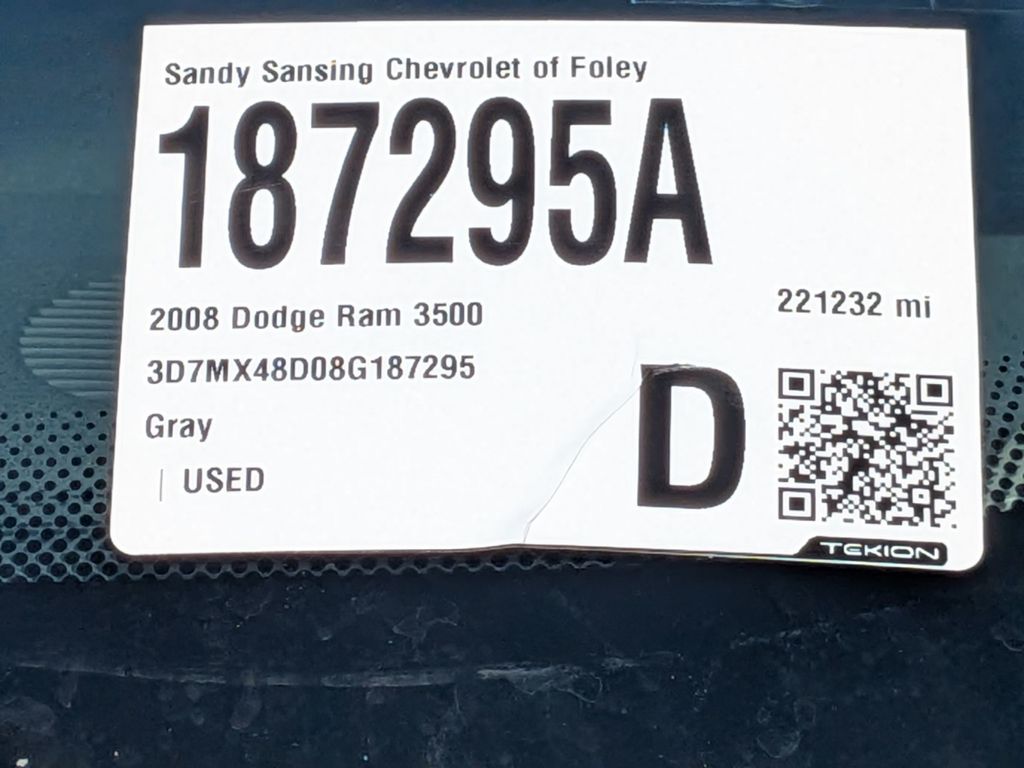 Sandy Sansing Chevrolet of Foley
187295A
2008 Dodge Ram 3500
221232 mi
3D7MX48D08G187295
Gray
| USED
D
TEKION